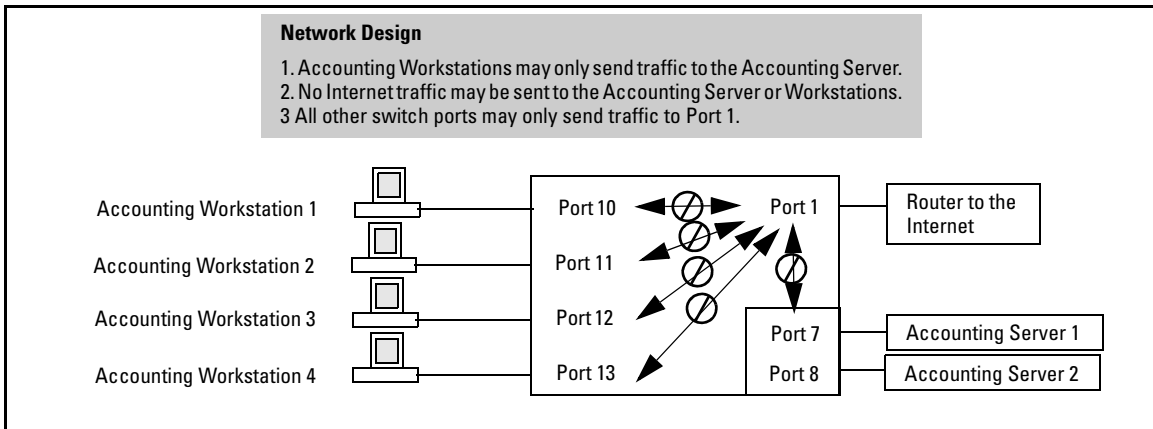 Network Design
1. Accounting Workstations may only send traffic to the Accounting Server.
2. No Internet traffic may be sent to the Accounting Server or Workstations.
3 All other switch ports may only send traffic to Port 1.
Accounting Workstation 1
Port 10
Port 1
Router to the
Internet
Accounting Workstation 2
Port 11
Accounting Workstation 3
Port 12
Port 7
Accounting Server 1
Accounting Workstation 4
Port 13
Port 8
Accounting Server 2